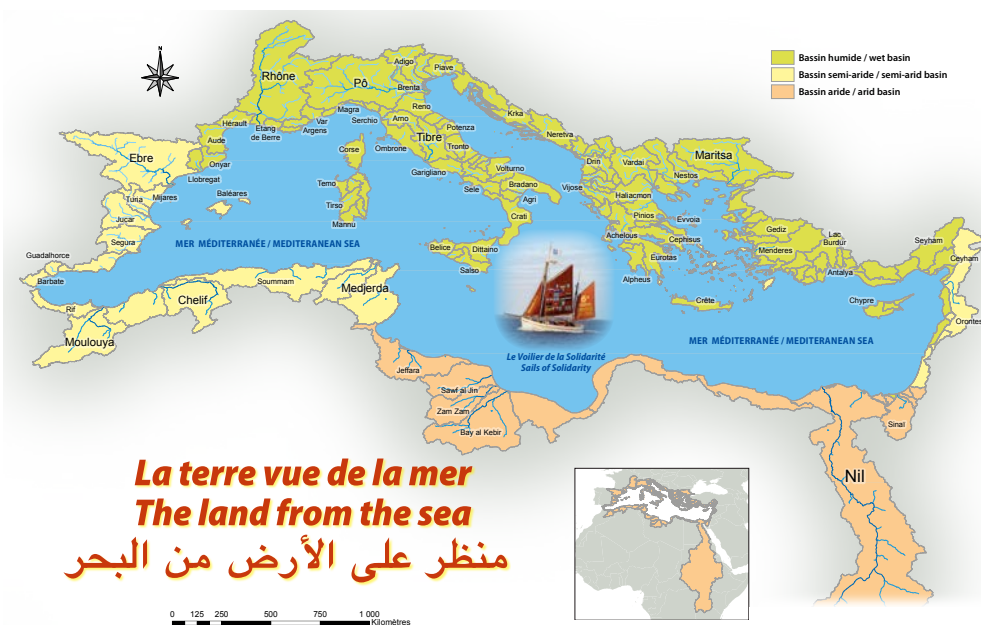 N
Bassin humide / wet basin
Bassin semi-aride / semi-arid basin
Bassin aride / arid basin
Rhône
Pô
Adigo
Piave
Brenta
Reno
Magra
Serchio
Arno
Var
Argens
Hérault
Etang
de Berre
Aude
Onyar
Ebre
Llobregat
Baléares
Turia
Mijares
Jucar
Segura
Guadalhorce
Barbate
Corse
Ombrone
Tibre
Potenza
Tronto
Garigliano
Volturno
Sele
Bradano
Agri
Crati
Temo
Tirso
Mannu
Belice
Dittaino
Salso
Krka
Neretva
Drin
Vardai
Maritsa
Nestos
Vijose
Haliacmon
Pinios
Evvoia
Achelous
Cephisus
Eurotas
Alpheus
Crête
Gediz
Menderes
Lac
Burdur
Antalya
Seyham
Ceyham
Chypre
Orontes
MER MÉDITERRANÉE / MEDITERANEAN SEA
MER MÉDITERRANÉE / MEDITERANEAN SEA
Rif
Moulouya
Chelif
Soummam
Medjerda
Jeffara
Sawf al Jin
Zam Zam
Bay al Kebir
Sinaï
Nil
Le Voilier de la Solidarité
Sails of Solidarity
La terre vue de la mer
The land from the sea
منظر على الأرض من البحر
0 125 250 500 750 1 000
Kilomètres